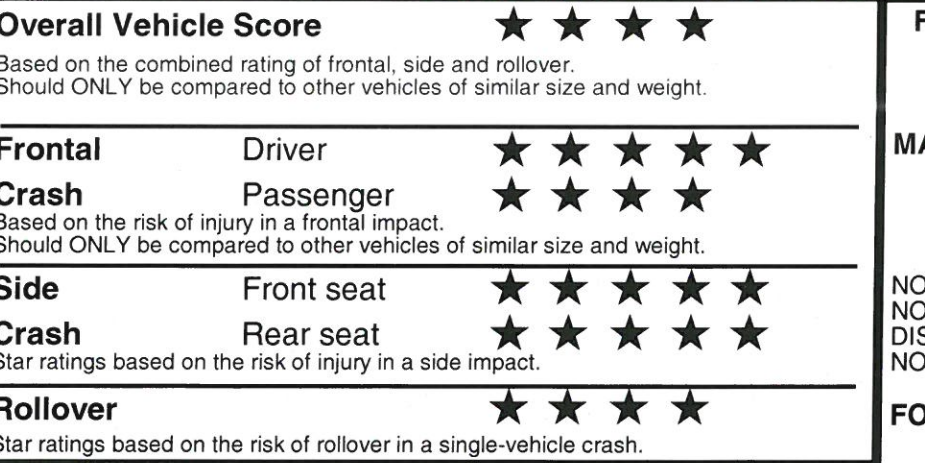 Overall Vehicle Score ★ ★ ★ ★
Based on the combined rating of frontal, side and rollover.
Should ONLY be compared to other vehicles of similar size and weight.
Frontal Driver ★ ★ ★ ★ ★
Crash Passenger ★ ★ ★ ★
Based on the risk of injury in a frontal impact.
Should ONLY be compared to other vehicles of similar size and weight.
Side Front seat ★ ★ ★ ★ ★
Crash Rear seat ★ ★ ★ ★ ★
Star ratings based on the risk of injury in a side impact.
Rollover ★ ★ ★ ★
Star ratings based on the risk of rollover in a single-vehicle crash.